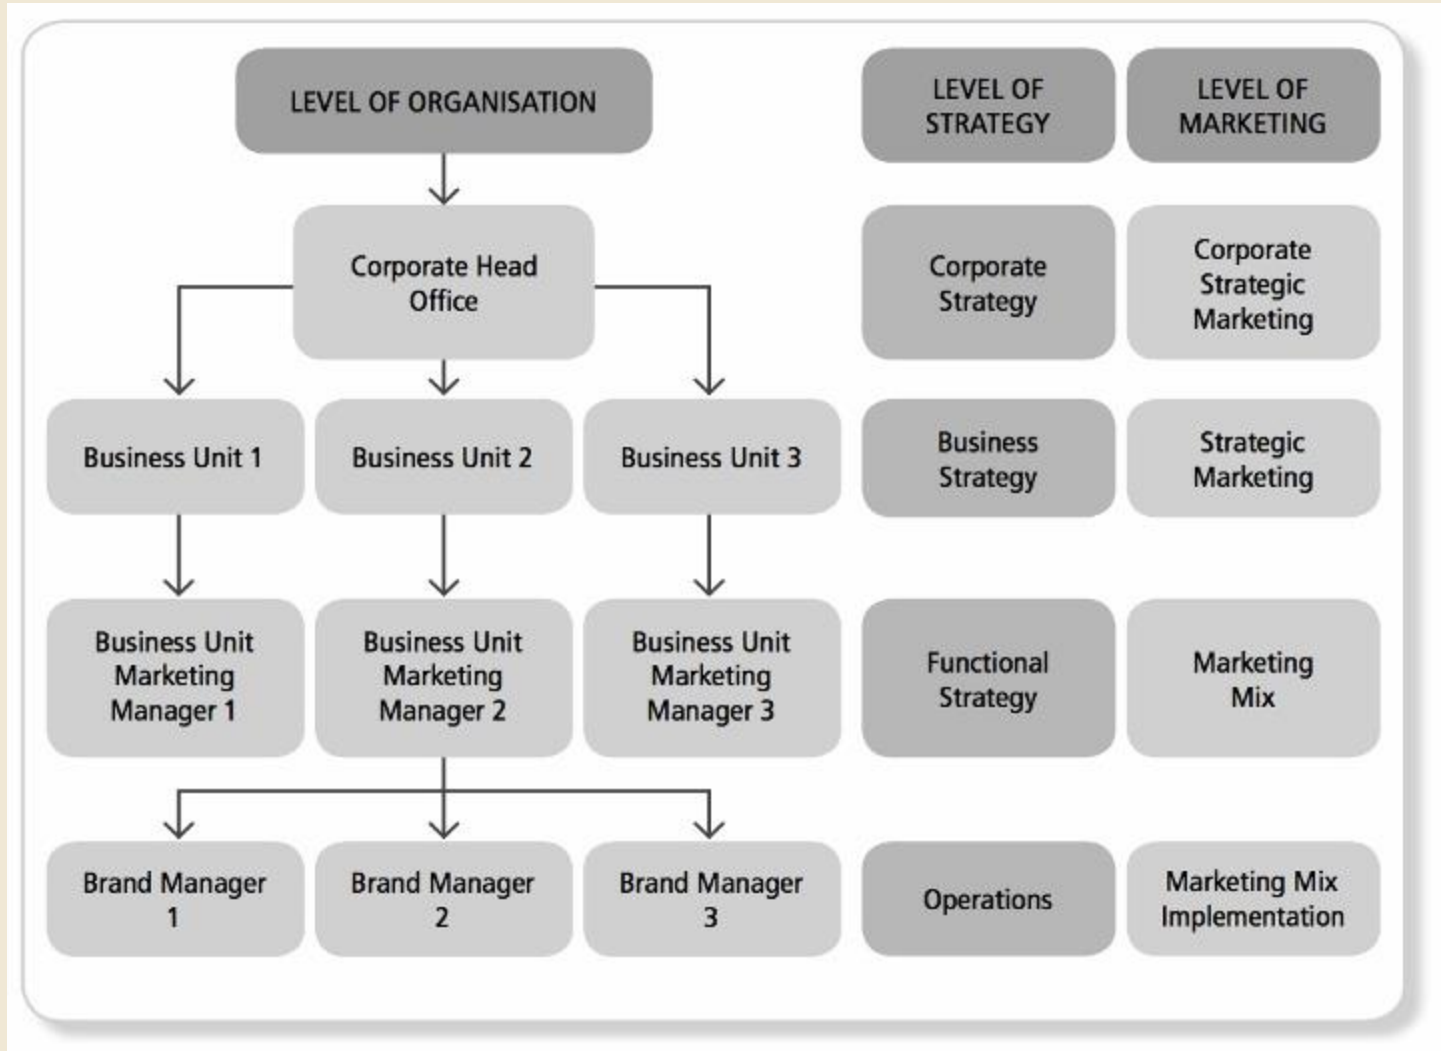 LEVEL OF ORGANISATION
LEVEL OF
STRATEGY
LEVEL OF
MARKETING
Corporate Head
Office
Corporate
Strategy
Corporate
Strategic
Marketing
Business Unit 1
Business Unit 2
Business Unit 3
Business
Strategy
Strategic
Marketing
Business Unit
Marketing
Manager 1
Business Unit
Marketing
Manager 2
Business Unit
Marketing
Manager 3
Functional
Strategy
Marketing
Mix
Brand Manager
1
Brand Manager
2
Brand Manager
3
Operations
Marketing Mix
Implementation